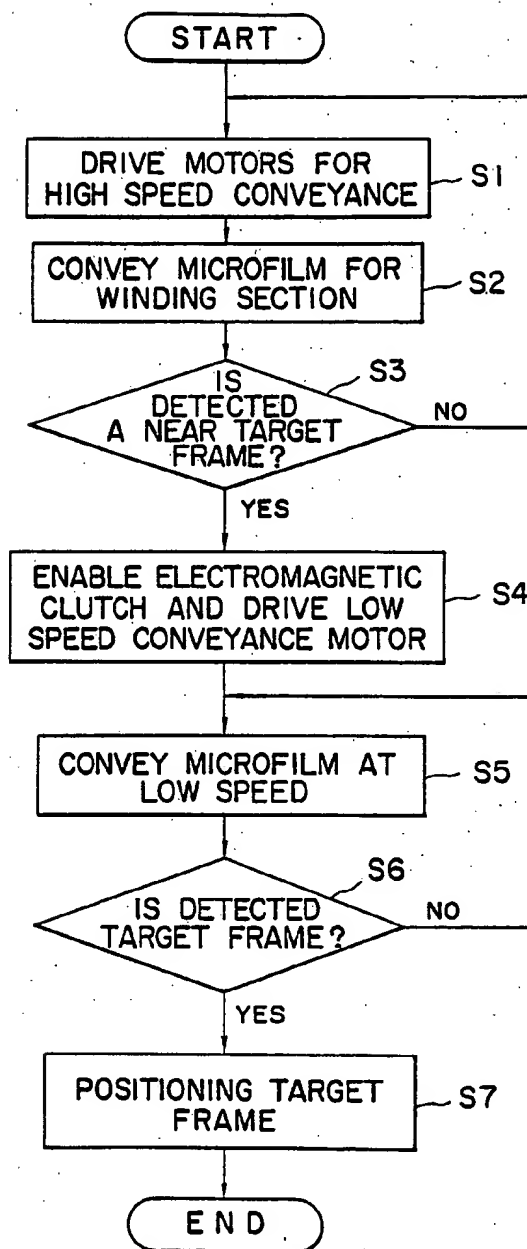 START
DRIVE MOTORS FOR
HIGH SPEED CONVEYANCE
S1
CONVEY MICROFILM FOR
WINDING SECTION
S2
IS
DETECTED
A NEAR TARGET
FRAME?
S3
NO
YES
ENABLE ELECTROMAGNETIC
CLUTCH AND DRIVE LOW
SPEED CONVEYANCE MOTOR
S4
CONVEY MICROFILM AT
LOW SPEED
S5
IS DETECTED
TARGET FRAME?
S6
NO
YES
POSITIONING TARGET
FRAME
S7
END